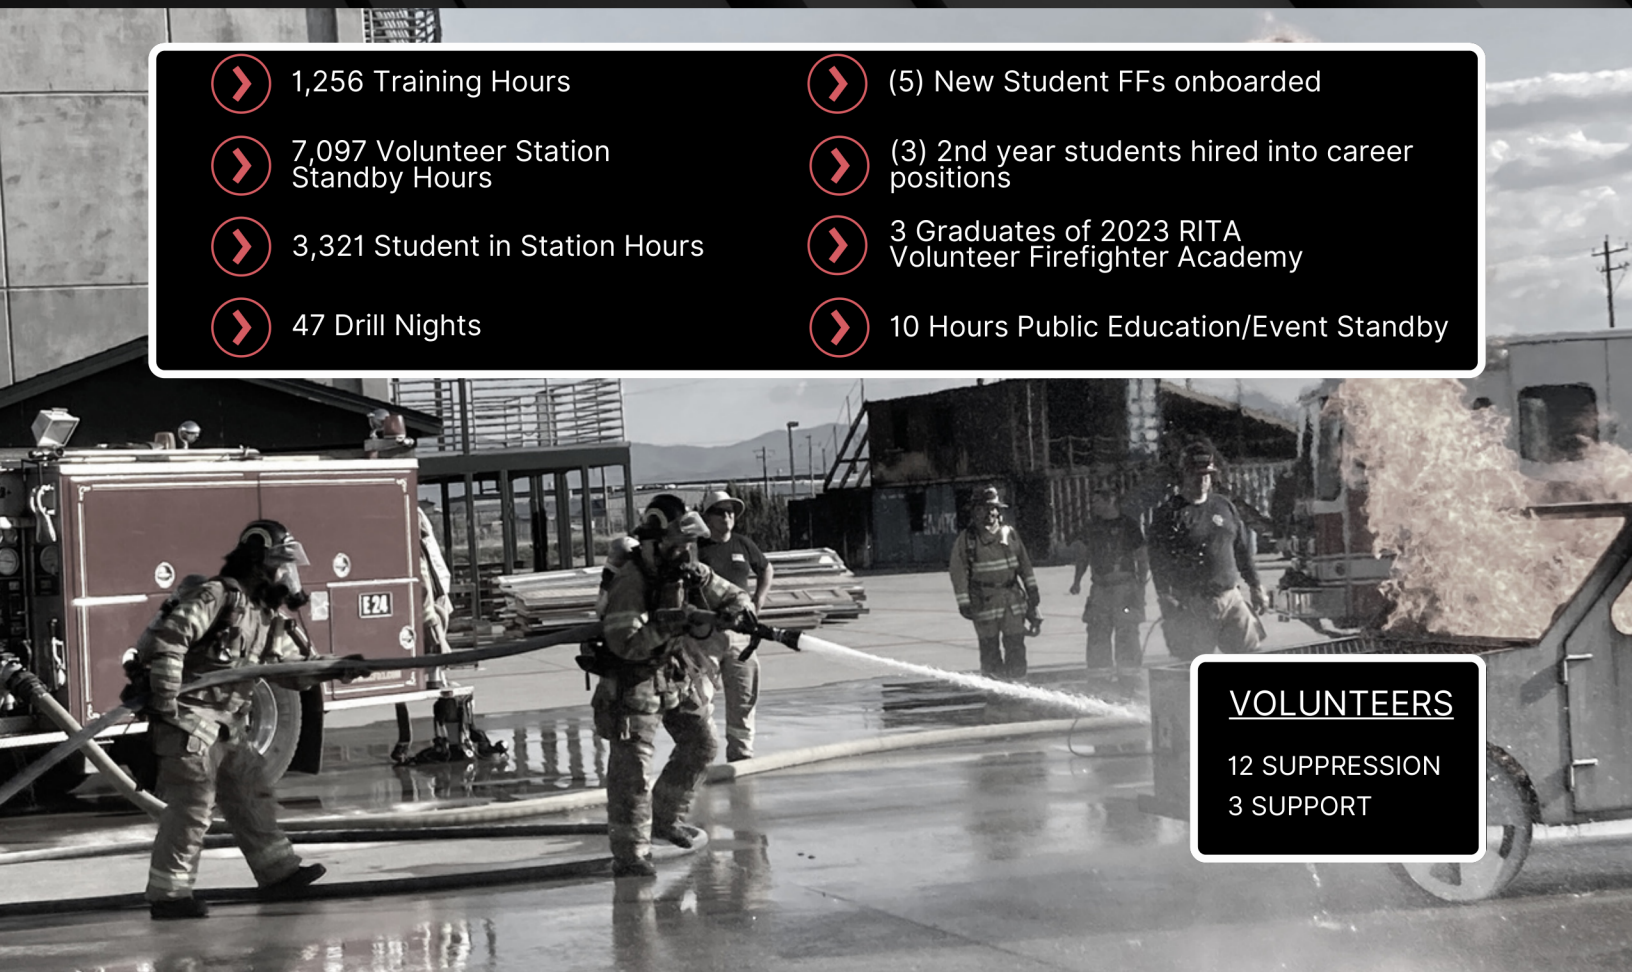 1,256 Training Hours
7,097 Volunteer Station
Standby Hours
3,321 Student in Station Hours
47 Drill Nights
(5) New Student FFs onboarded
(3) 2nd year students hired into career
positions
3 Graduates of 2023 RITA
Volunteer Firefighter Academy
10 Hours Public Education/Event Standby
E24
VOLUNTEERS
12 SUPPRESSION
3 SUPPORT